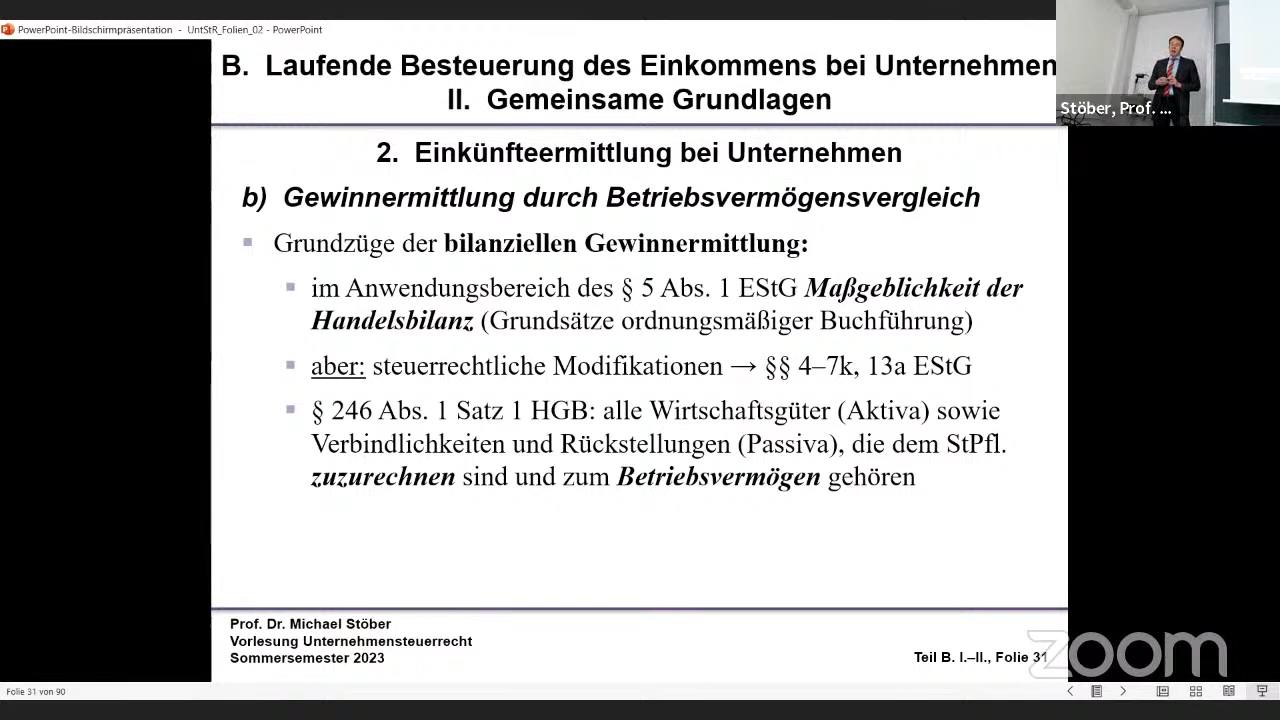 PowerPoint-Bildschirmpräsentation - UntStR_Folien_02 - PowerPoint
B. Laufende Besteuerung des Einkommens bei Unternehmen
II. Gemeinsame Grundlagen
Stöber, Prof. ...
2. Einkünfteermittlung bei Unternehmen
b) Gewinnermittlung durch Betriebsvermögensvergleich
Grundzüge der bilanziellen Gewinnermittlung:
im Anwendungsbereich des § 5 Abs. 1 EStG Maßgeblichkeit der
Handelsbilanz (Grundsätze ordnungsmäßiger Buchführung)
aber: steuerrechtliche Modifikationen → §§ 4–7k, 13a EStG
§ 246 Abs. 1 Satz 1 HGB: alle Wirtschaftsgüter (Aktiva) sowie
Verbindlichkeiten und Rückstellungen (Passiva), die dem StPfl.
zuzurechnen sind und zum Betriebsvermögen gehören
Prof. Dr. Michael Stöber
Vorlesung Unternehmensteuerrecht
Sommersemester 2023
Teil B. I.–II., Folie 31
zoom
Folie 31 von 90